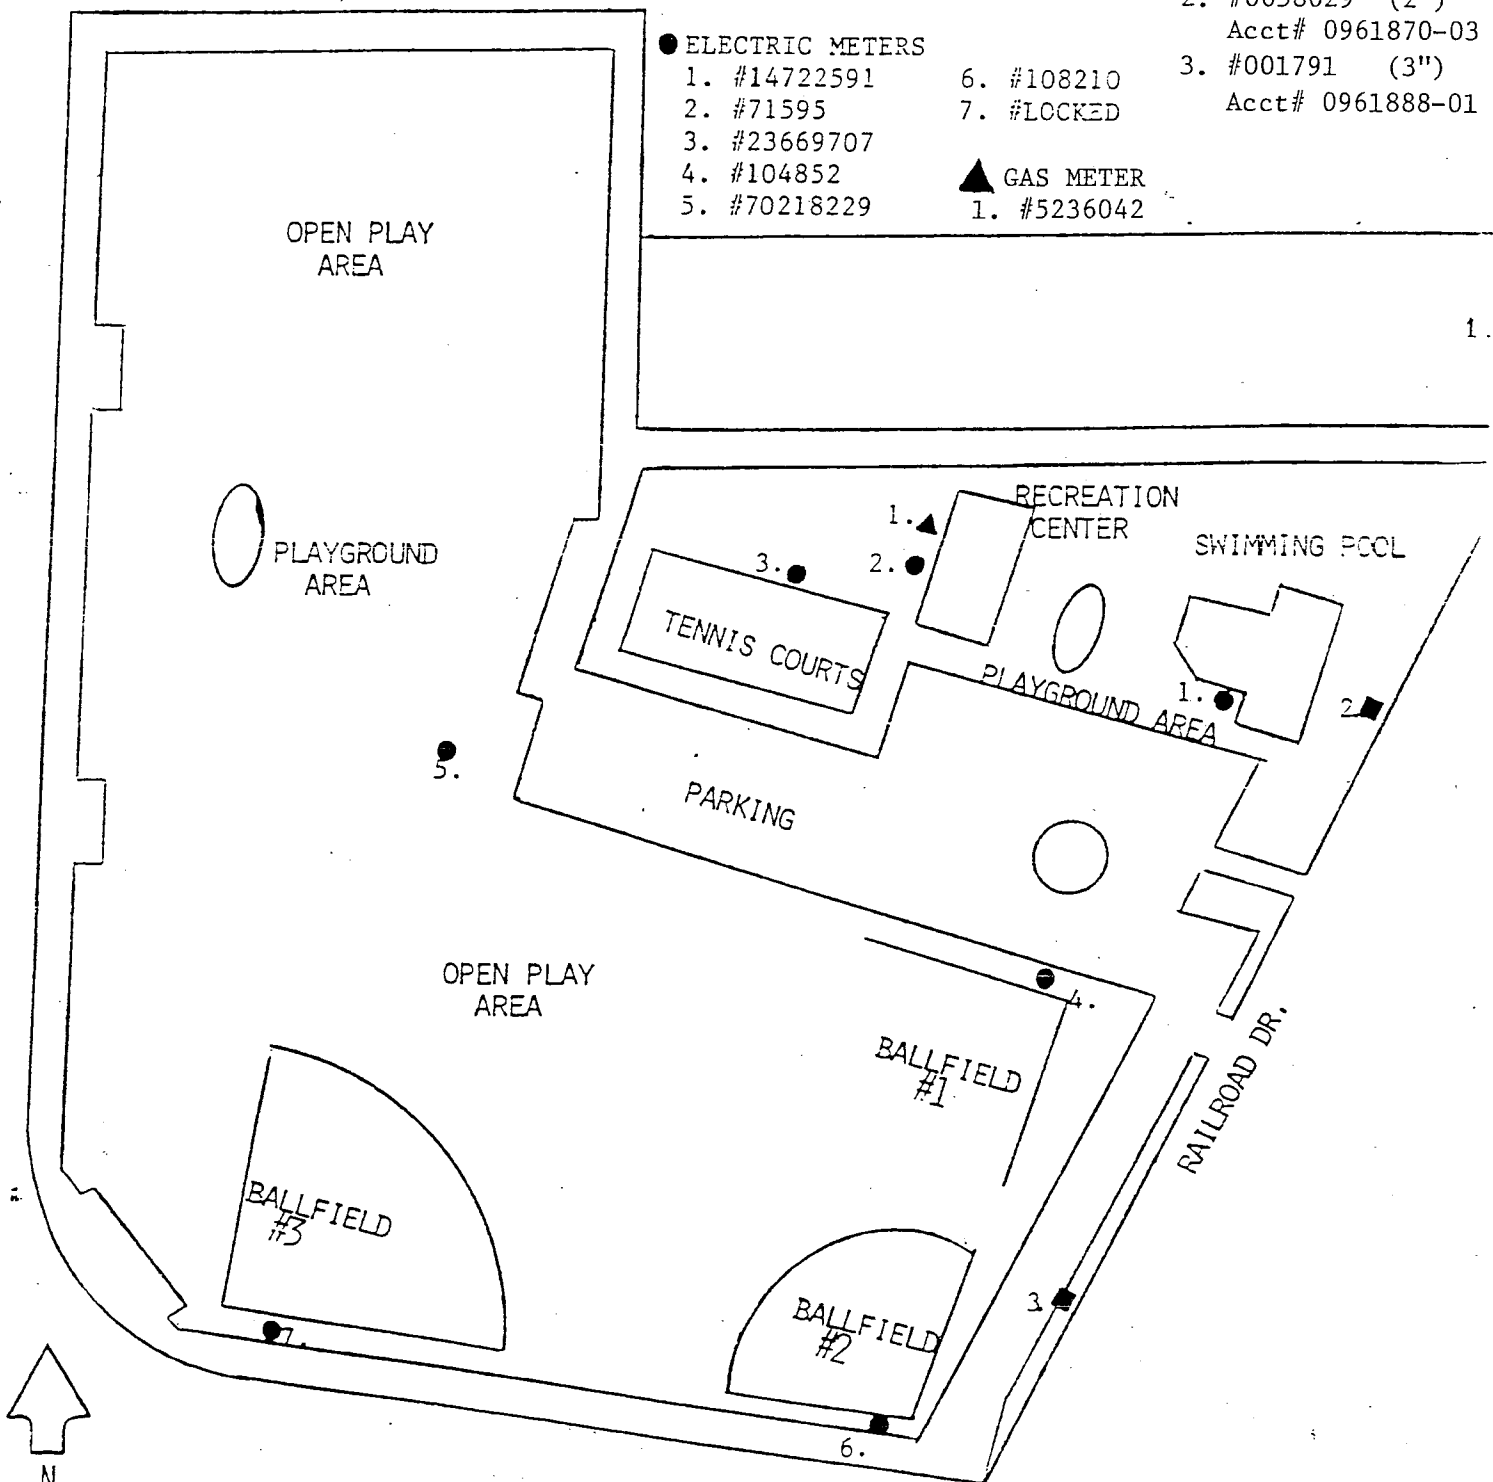 2. #0038029 (2")
Acct# 0961870-03
3. #001791 (3")
Acct# 0961888-01
ELECTRIC METERS
1. #14722591
2. #71595
3. #23669707
4. #104852
5. #70218229
6. #108210
7. #LOCKED
GAS METER
1. #5236042
1.
OPEN PLAY
AREA
PLAYGROUND
AREA
RECREATION
CENTER
SWIMMING POOL
1.
2.
3.
TENNIS COURTS
PLAYGROUND AREA
1.
2
5.
PARKING
OPEN PLAY
AREA
4.
BALLFIELD
#1
RAILROAD DR.
BALLFIELD
#3
BALLFIELD
#2
3
7.
6.
N